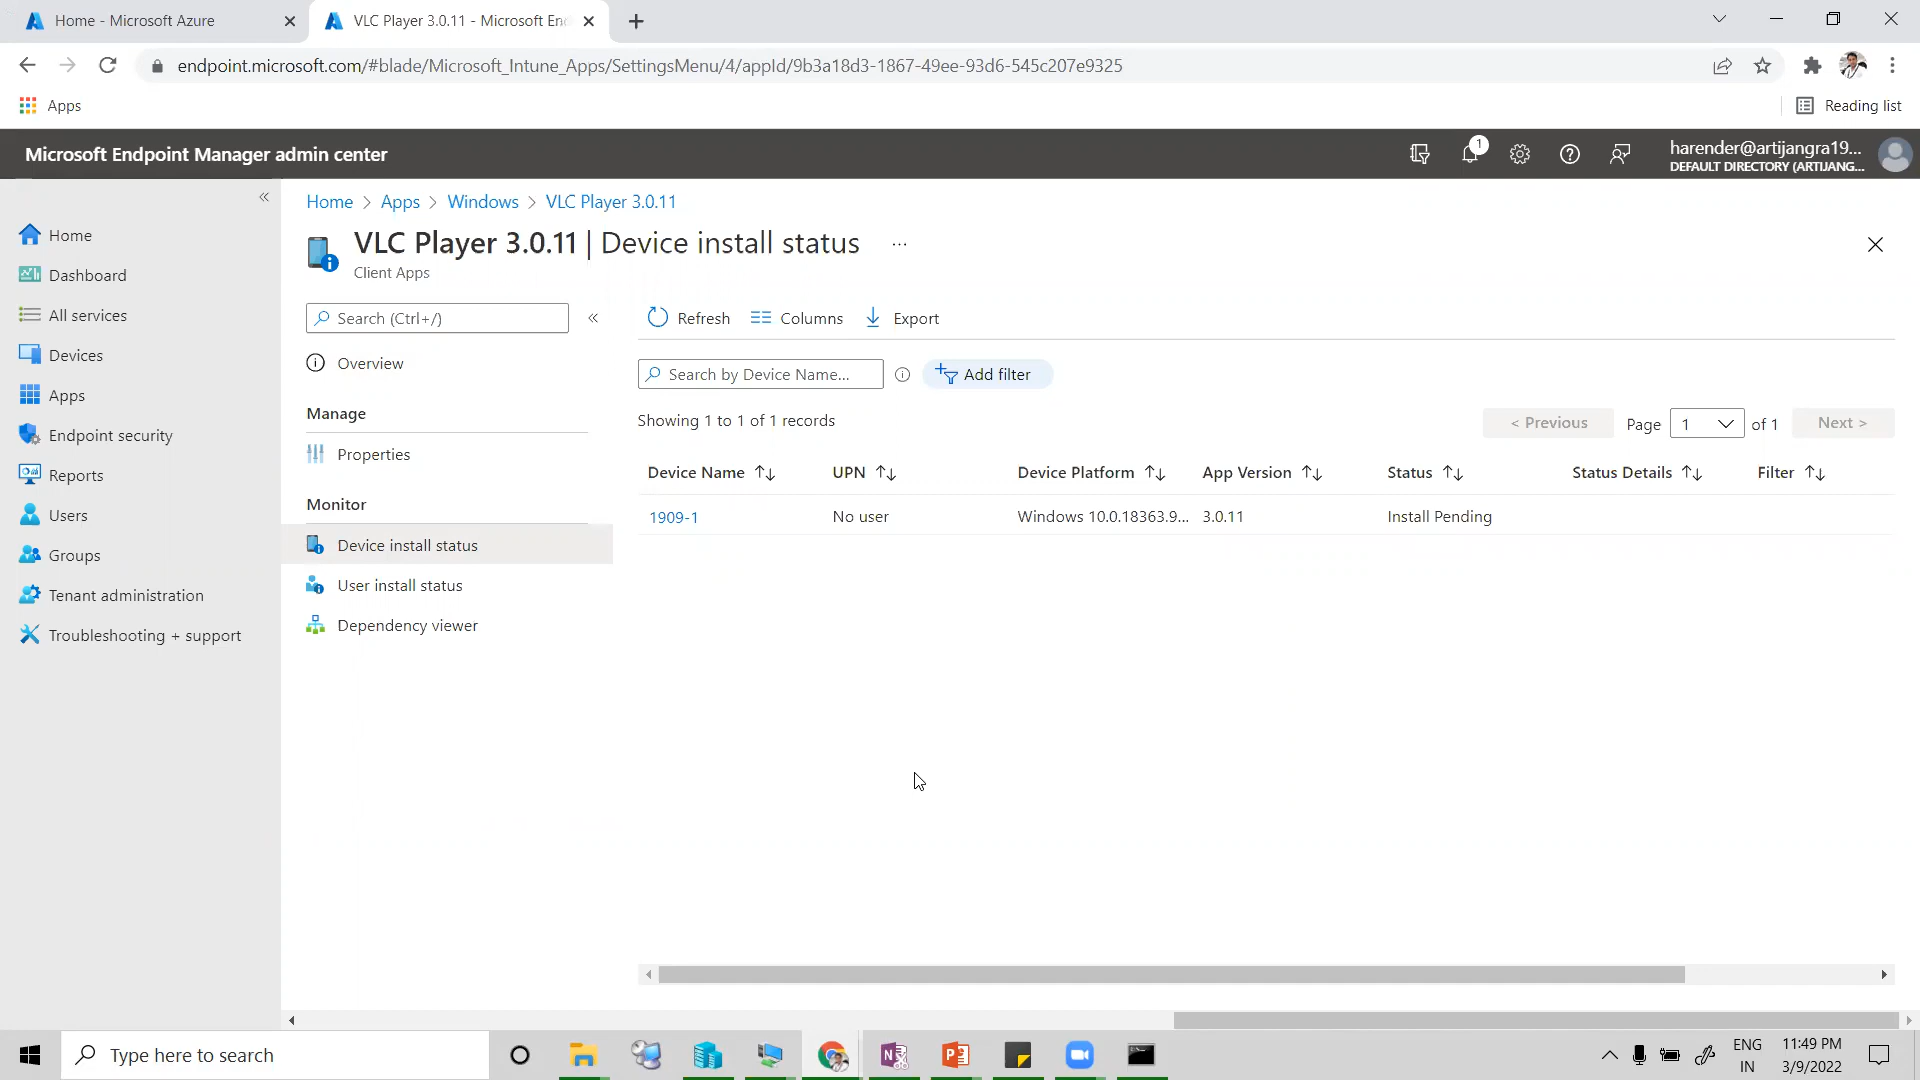 Home - Microsoft Azure
VLC Player 3.0.11 - Microsoft En
endpoint.microsoft.com/#blade/Microsoft_Intune_Apps/SettingsMenu/4/appId/9b3a18d3-1867-49ee-93d6-545c207e9325
Apps
Reading list
Microsoft Endpoint Manager admin center
1
harender@artijangra19...
DEFAULT DIRECTORY (ARTIJANG...
«
Home
Dashboard
All services
Devices
Apps
Endpoint security
Reports
Users
Groups
Tenant administration
Troubleshooting + support
Home > Apps > Windows > VLC Player 3.0.11
VLC Player 3.0.11 | Device install status ...
Client Apps
Search (Ctrl+/)
«
Overview
Manage
Properties
Monitor
Device install status
User install status
Dependency viewer
Refresh
Columns
Export
Search by Device Name...
Add filter
Showing 1 to 1 of 1 records
< Previous
Page 1 of 1
Next >
Device Name UPN Device Platform App Version Status Status Details Filter
1909-1 No user Windows 10.0.18363.9... 3.0.11 Install Pending
Type here to search
ENG
IN
11:49 PM
3/9/2022